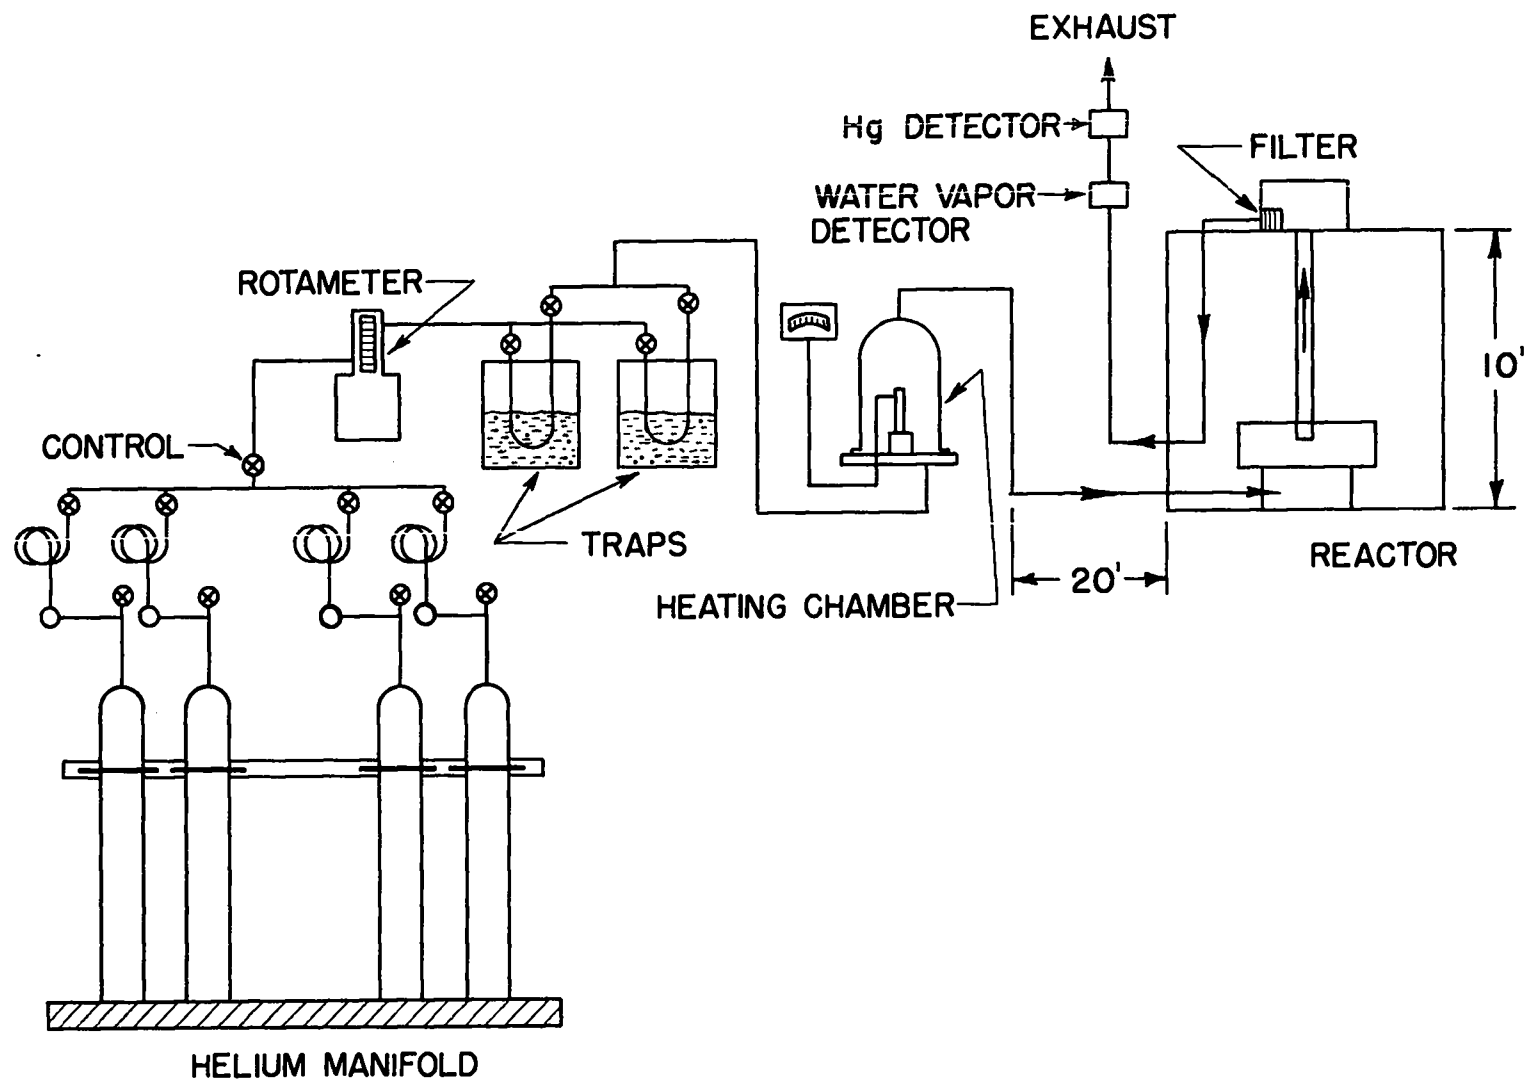 EXHAUST
Hg DETECTOR
FILTER
WATER VAPOR
DETECTOR
ROTAMETER
10'
CONTROL
TRAPS
REACTOR
20'
HEATING CHAMBER
HELIUM MANIFOLD